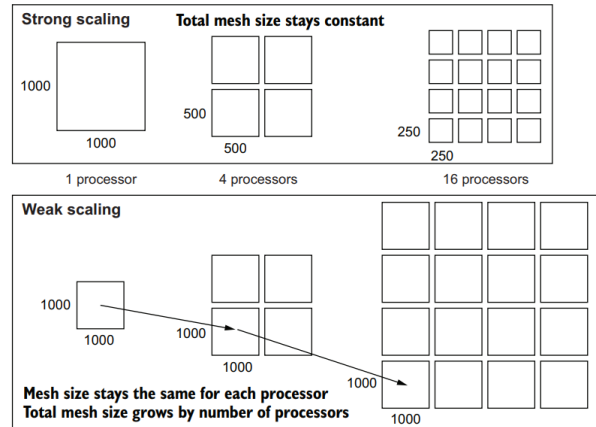 Strong scaling
Total mesh size stays constant
1000
1000
500
500
250
250
1 processor
4 processors
16 processors
Weak scaling
1000
1000
1000
1000
1000
1000
Mesh size stays the same for each processor
Total mesh size grows by number of processors